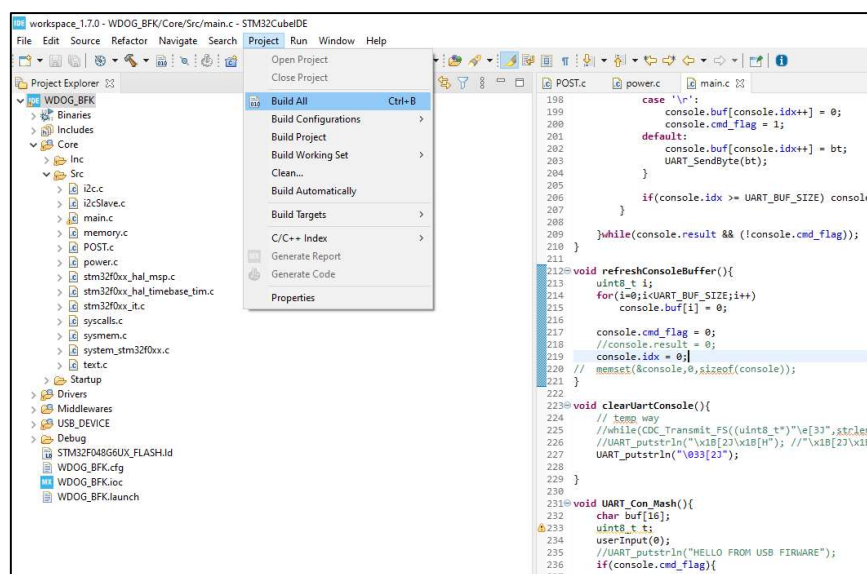 workspace_1.7.0 - WDOG_BFK/Core/Src/main.c - STM32CubeIDE
File Edit Source Refactor Navigate Search Project Run Window Help
Project Explorer
WDOG_BFK
Binaries
Includes
Core
Inc
Src
i2c.c
i2cSlave.c
main.c
memory.c
POST.c
power.c
stm32f0xx_hal_msp.c
stm32f0xx_hal_timebase_tim.c
stm32f0xx_it.c
syscalls.c
sysmem.c
system_stm32f0xx.c
text.c
Startup
Drivers
Middlewares
USB_DEVICE
Debug
STM32F048G6UX_FLASH.ld
WDOG_BFK.cfg
WDOG_BFK.ioc
WDOG_BFK.launch
Open Project
Close Project
Build All Ctrl+B
Build Configurations
Build Project
Build Working Set
Clean...
Build Automatically
Build Targets
C/C++ Index
Generate Report
Generate Code
Properties
POST.c power.c main.c
198 case '\r':
199 console.buf[console.idx++] = 0;
200 console.cmd_flag = 1;
201 default:
202 console.buf[console.idx++] = bt;
203 UART_SendByte(bt);
204 }
205
206 if(console.idx >= UART_BUF_SIZE) console
207 }
208
209 }while(console.result && (!console.cmd_flag));
210 }
211
212 void refreshConsoleBuffer(){
213 uint8_t i;
214 for(i=0;i<UART_BUF_SIZE;i++)
215 console.buf[i] = 0;
216
217 console.cmd_flag = 0;
218 //console.result = 0;
219 console.idx = 0;
220 // memset(&console,0,sizeof(console));
221 }
222
223 void clearUartConsole(){
224 // temp way
225 //while(CDC_Transmit_FS((uint8_t*)"\e[3J",strlen
226 //UART_putstrln("\x1B[2J\x1B[H"); //"\x1B[2J\x1B
227 UART_putstrln("\033[2J");
228
229 }
230
231 void UART_Con_Mash(){
232 char buf[16];
233 uint8_t t;
234 userInput(0);
235 //UART_putstrln("HELLO FROM USB FIRWARE");
236 if(console.cmd_flag){